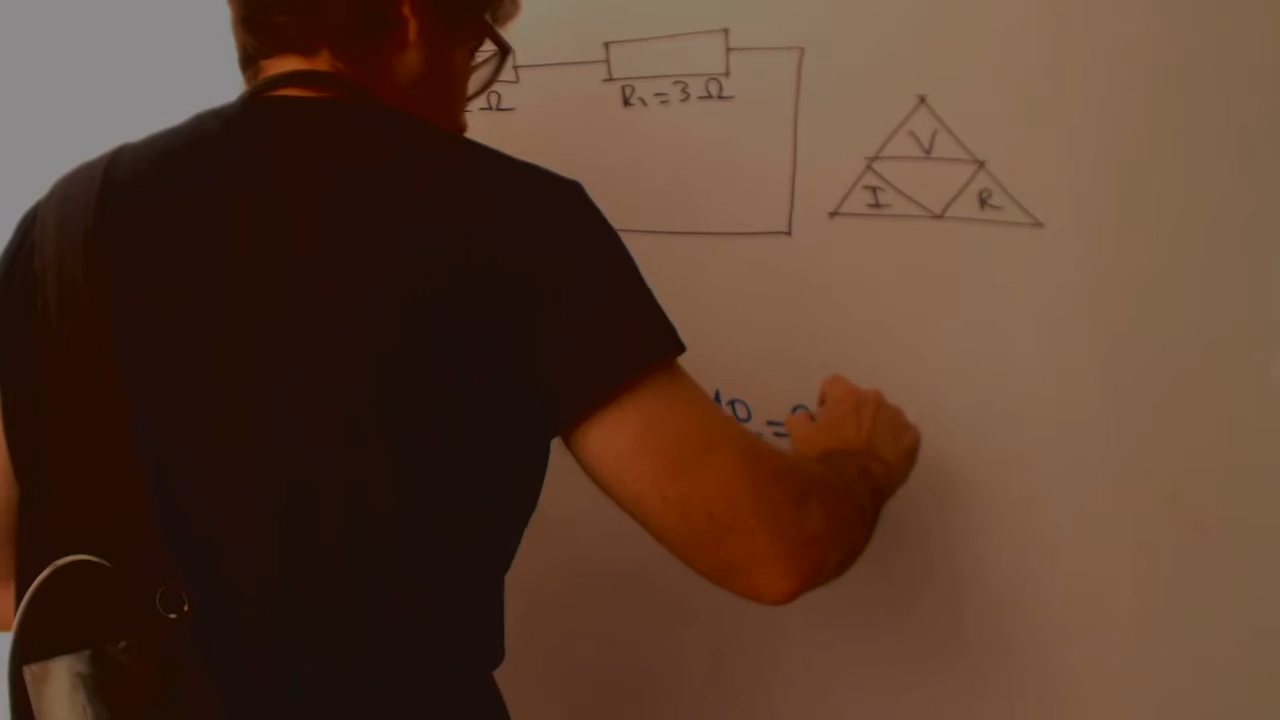 Ω
R₁=3Ω
V
I
R
=